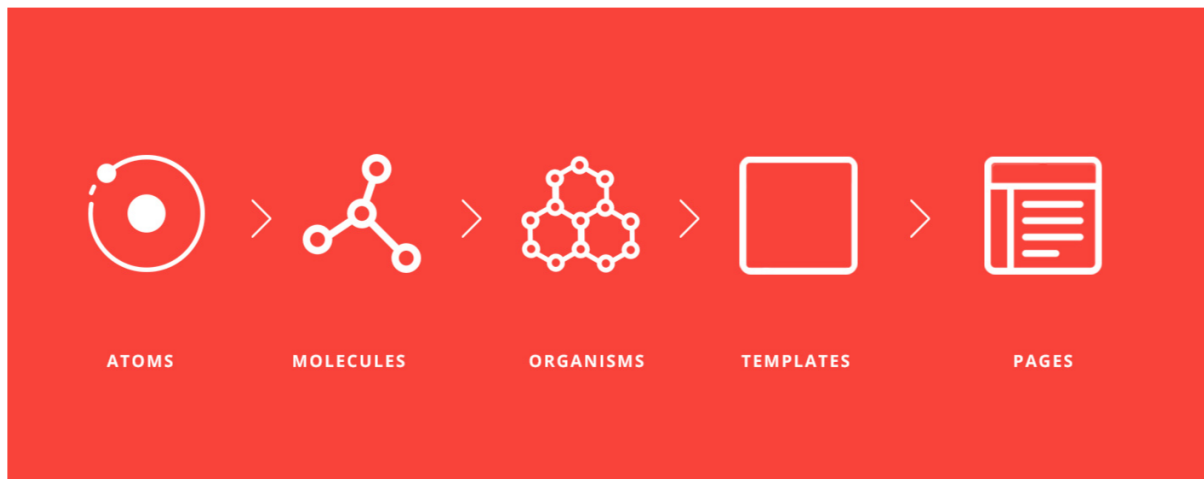 ATOMS
MOLECULES
ORGANISMS
TEMPLATES
PAGES